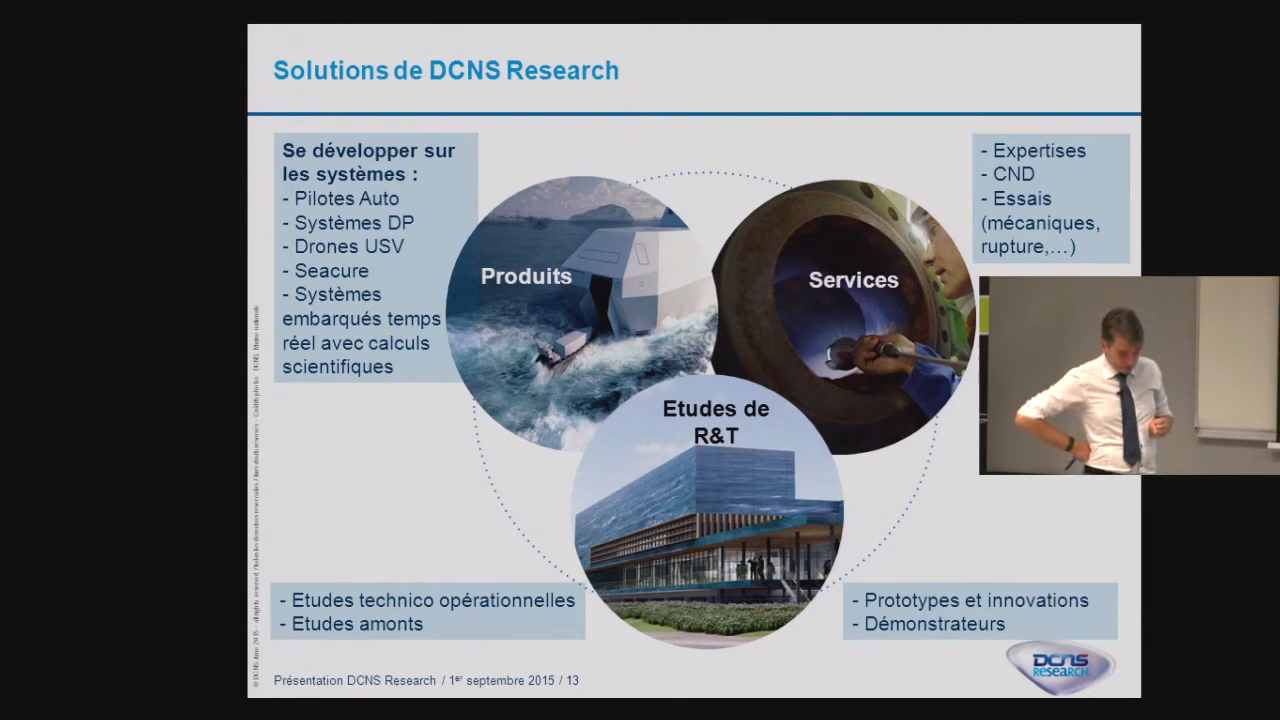 Solutions de DCNS Research
Se développer sur
les systèmes :
- Pilotes Auto
- Systèmes DP
- Drones USV
- Seacure
- Systèmes
embarqués temps
réel avec calculs
scientifiques
Produits
Services
- Expertises
- CND
- Essais
(mécaniques,
rupture,…)
Etudes de
R&T
- Etudes technico opérationnelles
- Etudes amonts
- Prototypes et innovations
- Démonstrateurs
DCNS
RESEARCH
Présentation DCNS Research / 1er septembre 2015 / 13